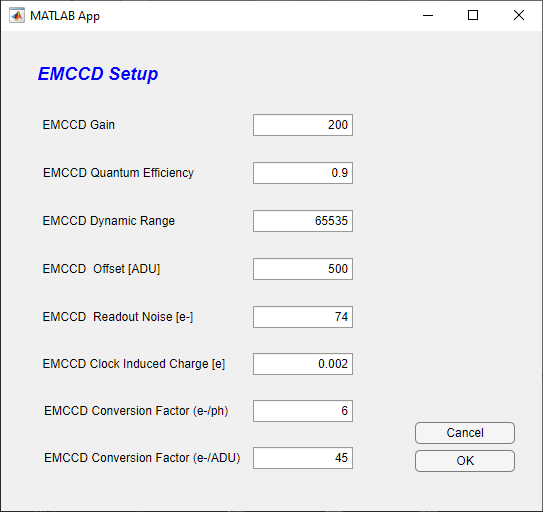 MATLAB App
EMCCD Setup
EMCCD Gain 200
EMCCD Quantum Efficiency 0.9
EMCCD Dynamic Range 65535
EMCCD  Offset [ADU] 500
EMCCD  Readout Noise [e-] 74
EMCCD Clock Induced Charge [e] 0.002
EMCCD Conversion Factor (e-/ph) 6
Cancel
EMCCD Conversion Factor (e-/ADU) 45
OK